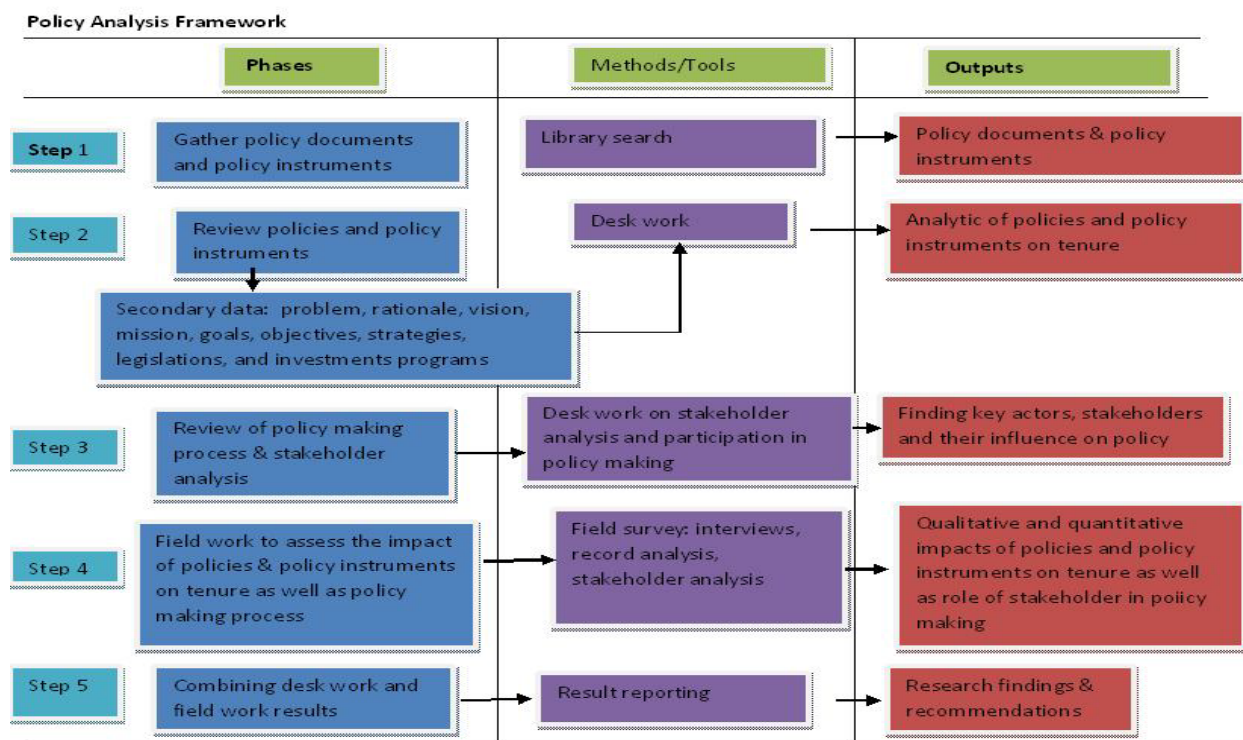 Policy Analysis Framework
Phases
Methods/Tools
Outputs
Step 1
Gather policy documents
and policy instruments
Library search
Policy documents & policy
instruments
Step 2
Review policies and policy
instruments
Desk work
Analytic of policies and policy
instruments on tenure
Secondary data: problem, rationale, vision,
mission, goals, objectives, strategies,
legislations, and investments programs
Step 3
Review of policy making
process & stakeholder
analysis
Desk work on stakeholder
analysis and participation in
policy making
Finding key actors, stakeholders
and their influence on policy
Step 4
Field work to assess the impact
of policies & policy instruments
on tenure as well as policy
making process
Field survey: interviews,
record analysis,
stakeholder analysis
Qualitative and quantitative
impacts of policies and policy
instruments on tenure as well
as role of stakeholder in policy
making
Step 5
Combining desk work and
field work results
Result reporting
Research findings &
recommendations